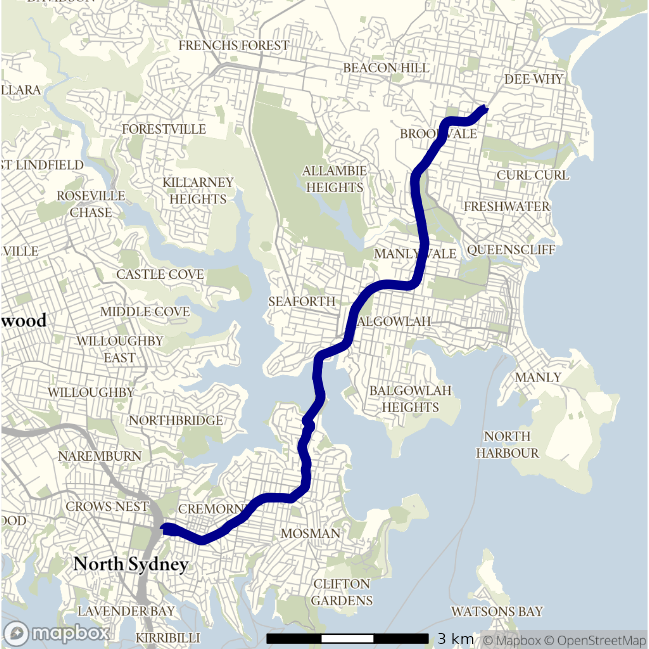 DAVIDSON
FRENCHS FOREST
BEACON HILL
DEE WHY
LLARA
FORESTVILLE
BROOKVALE
ST LINDFIELD
ALLAMBIE
HEIGHTS
CURL CURL
KILLARNEY
HEIGHTS
ROSEVILLE
CHASE
FRESHWATER
VILLE
MANLY VALE
QUEENSCLIFF
CASTLE COVE
SEAFORTH
MIDDLE COVE
wood
ALGOWLAH
WILLOUGHBY
EAST
MANLY
WILLOUGHBY
BALGOWLAH
HEIGHTS
NORTHBRIDGE
NORTH
HARBOUR
NAREMBURN
CROWS NEST
CREMORNE
OOD
MOSMAN
North Sydney
CLIFTON
GARDENS
LAVENDER BAY
WATSONS BAY
KIRRIBILLI
mapbox
3 km
© Mapbox © OpenStreetMap